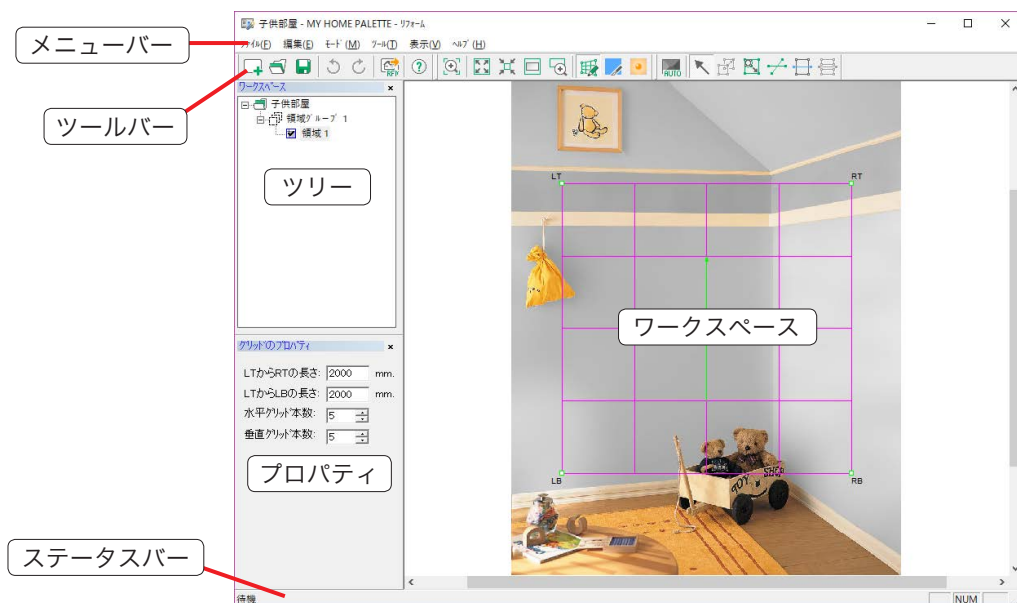 子供部屋 - MY HOME PALETTE - リフォーム
メニューバー
ファイル(F) 編集(E) モード(M) ツール(T) 表示(V) ヘルプ(H)
RFX
AUTO
ツールバー
ワークスペース
子供部屋
領域グループ 1
領域 1
ツリー
LT
RT
ワークスペース
グリッドのプロパティ
LTからRTの長さ: 2000 mm.
LTからLBの長さ: 2000 mm.
水平グリッド本数: 5
垂直グリッド本数: 5
プロパティ
TOY SHOP
LB
RB
ステータスバー
待機
NUM